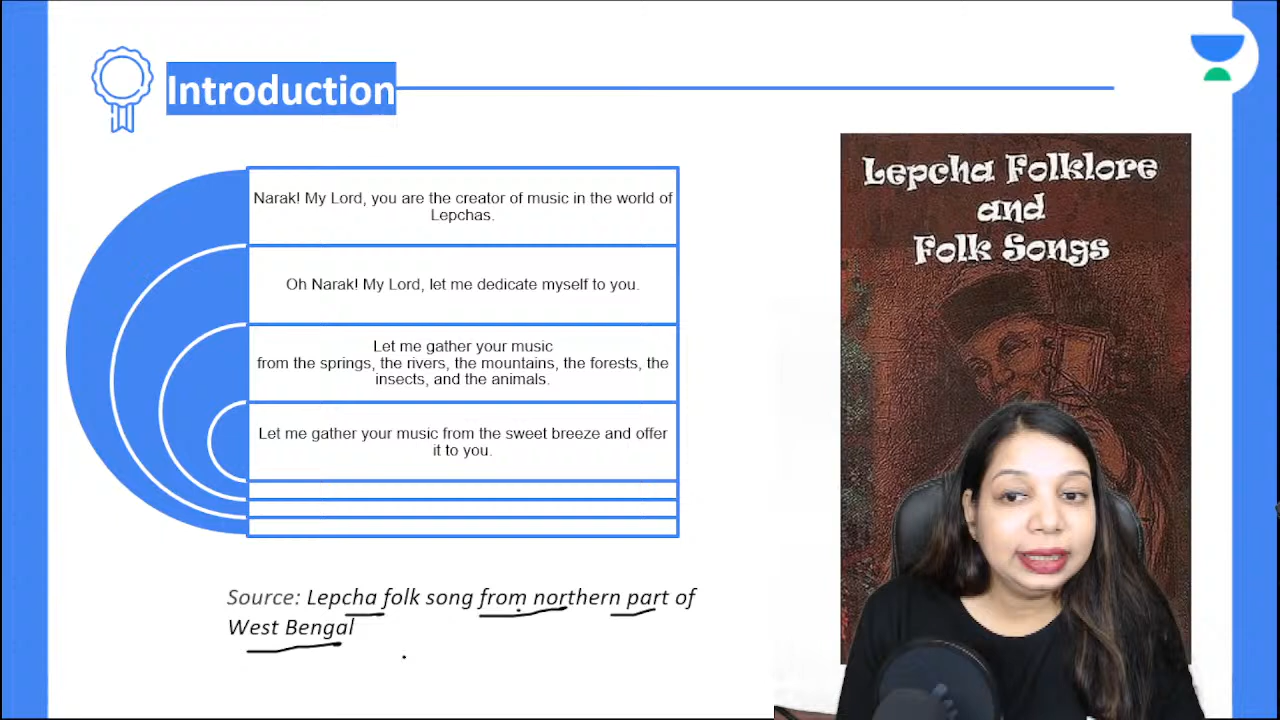 Introduction
Narak! My Lord, you are the creator of music in the world of
Lepchas.
Oh Narak! My Lord, let me dedicate myself to you.
Let me gather your music
from the springs, the rivers, the mountains, the forests, the
insects, and the animals.
Let me gather your music from the sweet breeze and offer
it to you.
Source: Lepcha folk song from northern part of
West Bengal
Lepcha Folklore
and
Folk Songs